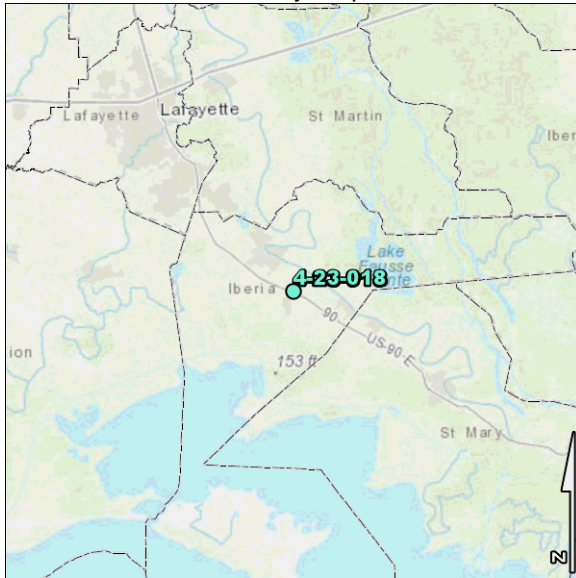 Lafayette
Lafayette
St Martin
Iber
Lake
Fausse
nte
4-23-018
Iberia
90
US-90-E
ion
153 ft
St Mary
N